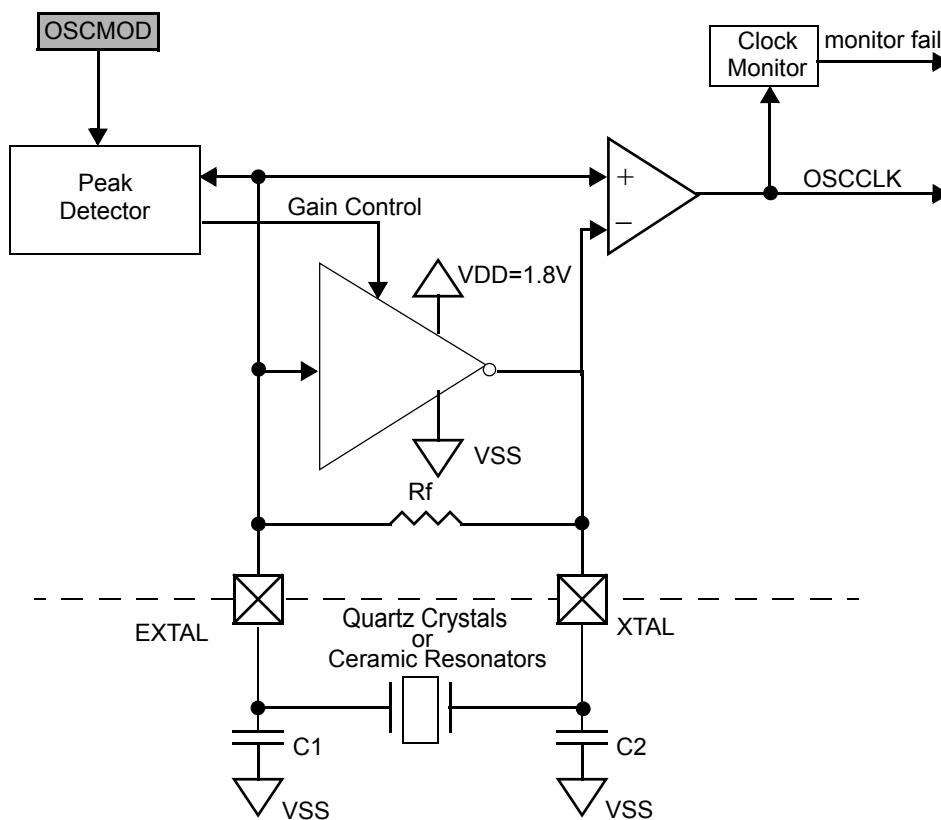 OSCMOD
Clock
Monitor
monitor fail
Peak
Detector
+
OSCCLK
Gain Control
−
VDD=1.8V
VSS
Rf
EXTAL
Quartz Crystals
or
Ceramic Resonators
XTAL
C1
C2
VSS
VSS